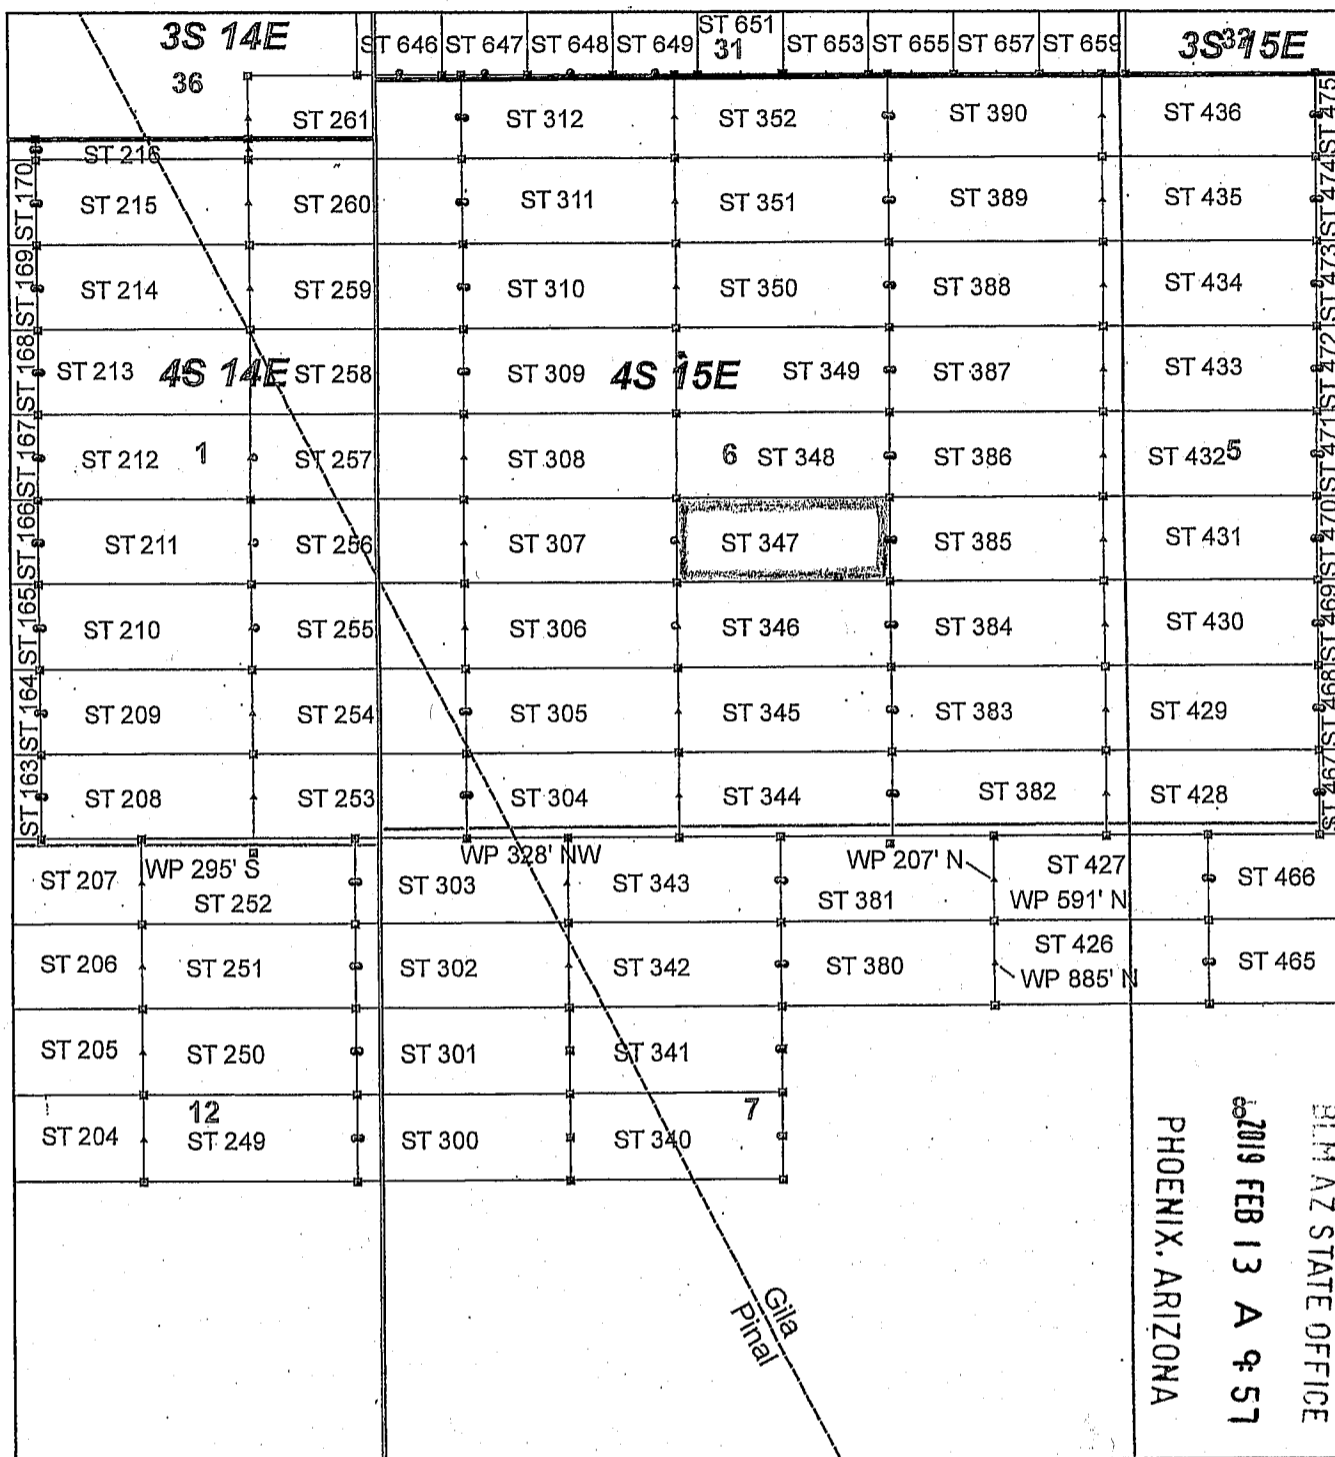 3S 14E
ST 646 ST 647 ST 648 ST 649 ST 651 ST 653 ST 655 ST 657 ST 659
31
3S 15E
32
36
ST 261 ST 312 ST 352 ST 390 ST 436 ST 475
ST 216
ST 170 ST 215 ST 260 ST 311 ST 351 ST 389 ST 435 ST 474
ST 169 ST 214 ST 259 ST 310 ST 350 ST 388 ST 434 ST 473
ST 168 ST 213 4S 14E ST 258 ST 309 4S 15E ST 349 ST 387 ST 433 ST 472
ST 167 ST 212 1 ST 257 ST 308 6 ST 348 ST 386 ST 432 5 ST 471
ST 166 ST 211 ST 256 ST 307 ST 347 ST 385 ST 431 ST 470
ST 165 ST 210 ST 255 ST 306 ST 346 ST 384 ST 430 ST 469
ST 164 ST 209 ST 254 ST 305 ST 345 ST 383 ST 429 ST 468
ST 163 ST 208 ST 253 ST 304 ST 344 ST 382 ST 428 ST 467
WP 295' S WP 328' NW WP 207' N
ST 207 ST 252 ST 303 ST 343 ST 381 ST 427 ST 466
WP 591' N
ST 206 ST 251 ST 302 ST 342 ST 380 ST 426 ST 465
WP 885' N
ST 205 ST 250 ST 301 ST 341
12 7
ST 204 ST 249 ST 300 ST 340
Gila
Pinal
BLM AZ STATE OFFICE
2019 FEB 13 A 9:57
PHOENIX, ARIZONA